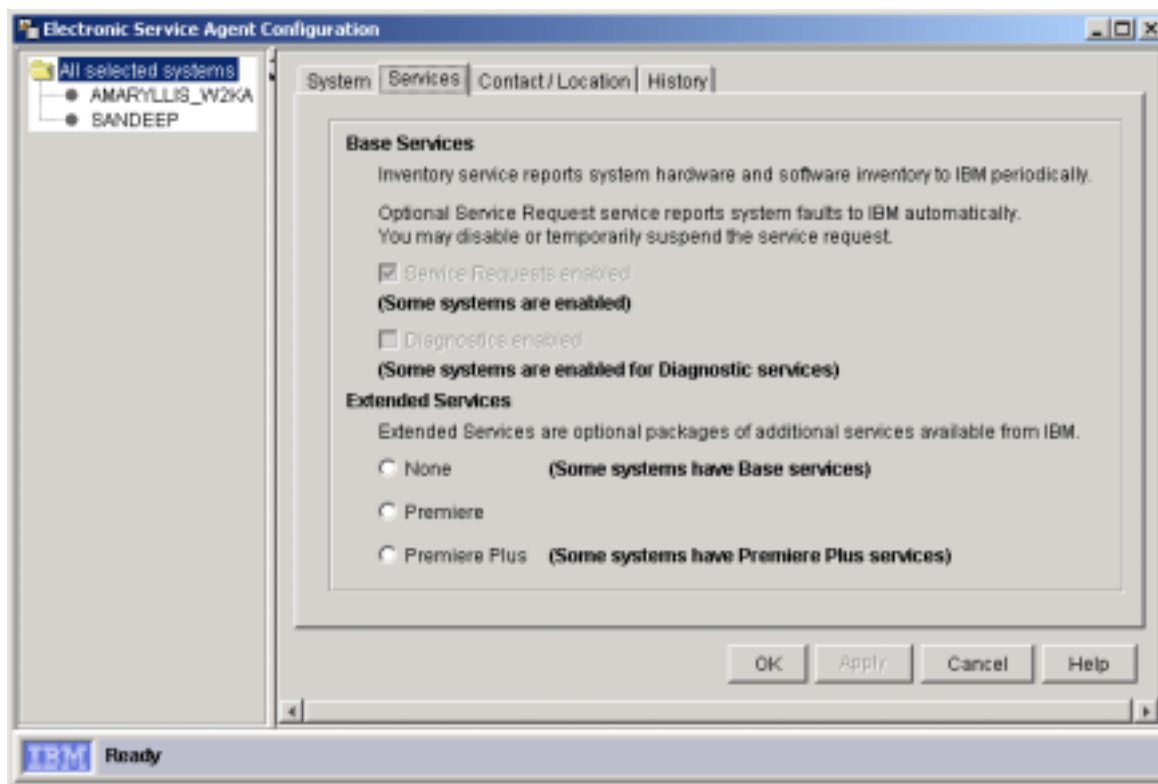 Electronic Service Agent Configuration
All selected systems
AMARYLLIS_W2KA
SANDEEP
System Services Contact / Location History
Base Services
Inventory service reports system hardware and software inventory to IBM periodically.
Optional Service Request service reports system faults to IBM automatically.
You may disable or temporarily suspend the service request.
Service Requests enabled
(Some systems are enabled)
Diagnostics enabled
(Some systems are enabled for Diagnostic services)
Extended Services
Extended Services are optional packages of additional services available from IBM.
None (Some systems have Base services)
Premiere
Premiere Plus (Some systems have Premiere Plus services)
OK Apply Cancel Help
IBM Ready